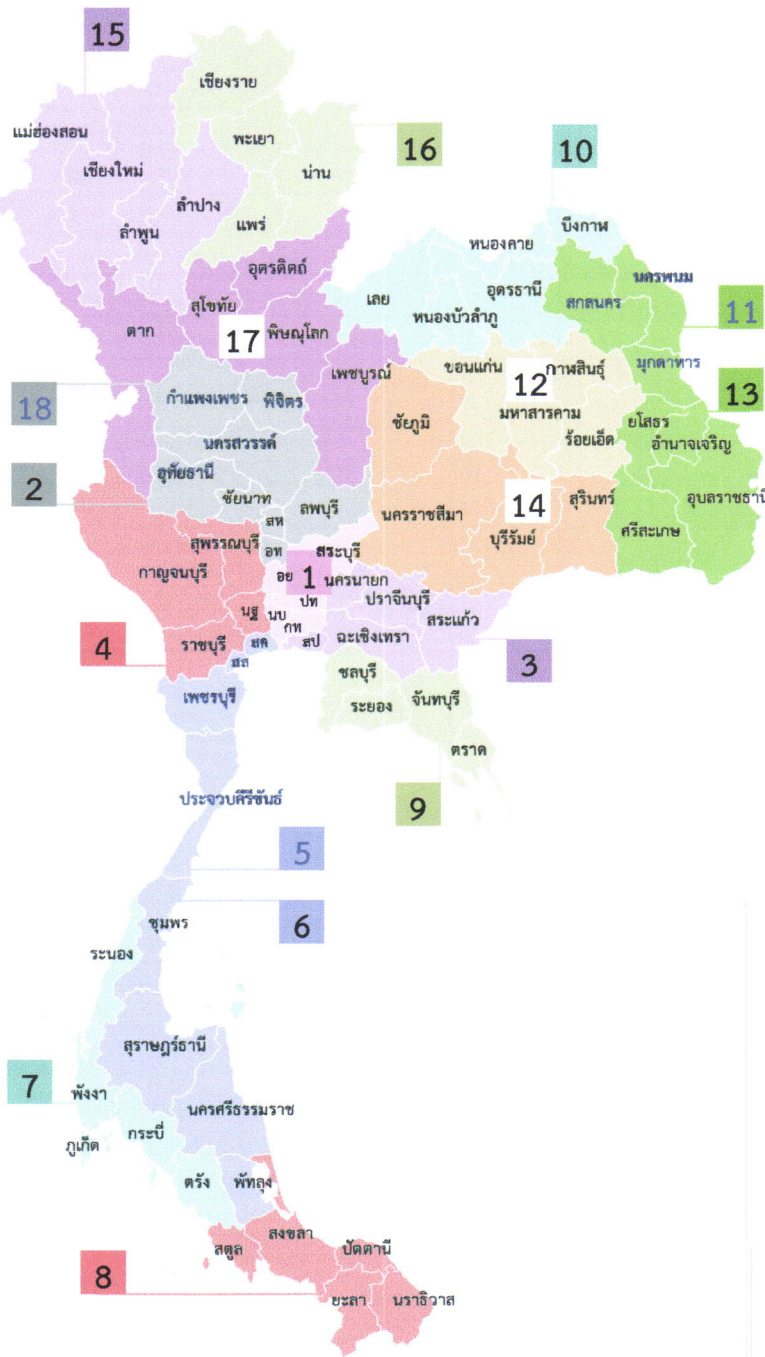 15
เชียงราย
แม่ฮ่องสอน
พะเยา
16
10
เชียงใหม่
น่าน
ลำปาง
ลำพูน
แพร่
บึงกาฬ
หนองคาย
อุตรดิตถ์
นครพนม
อุดรธานี
เลย
สกลนคร
สุโขทัย
หนองบัวลำภู
11
ตาก
17
พิษณุโลก
เพชบูรณ์
ขอนแก่น
12
กาฬสินธุ์
มุกดาหาร
18
กำแพงเพชร
พิจิตร
13
มหาสารคาม
ชัยภูมิ
ยโสธร
ร้อยเอ็ด
อำนาจเจริญ
นครสวรรค์
อุทัยธานี
2
ชัยนาท
ลพบุรี
นครราชสีมา
14
สุรินทร์
อุบลราชธานี
สห
สุพรรณบุรี
บุรีรัมย์
ศรีสะเกษ
อท
สระบุรี
กาญจนบุรี
อย
1
นครนายก
ปราจีนบุรี
นฐ
นบ
ปท
สระแก้ว
กท
4
ราชบุรี
สค
สป
ฉะเชิงเทรา
3
สส
ชลบุรี
เพชรบุรี
ระยอง
จันทบุรี
ตราด
ประจวบคีรีขันธ์
9
5
6
ชุมพร
ระนอง
สุราษฎร์ธานี
7
พังงา
นครศรีธรรมราช
กระบี่
ภูเก็ต
ตรัง
พัทลุง
สงขลา
สตูล
ปัตตานี
8
ยะลา
นราธิวาส